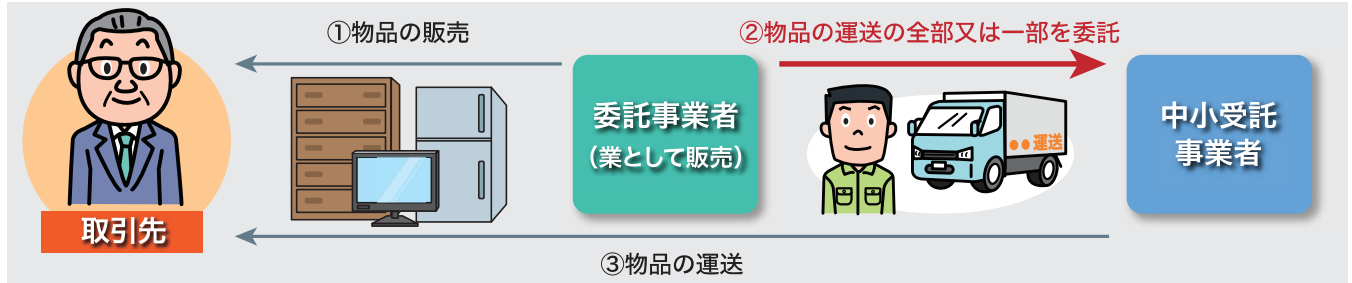 ①物品の販売
②物品の運送の全部又は一部を委託
委託事業者
（業として販売）
●●運送
中小受託
事業者
取引先
③物品の運送